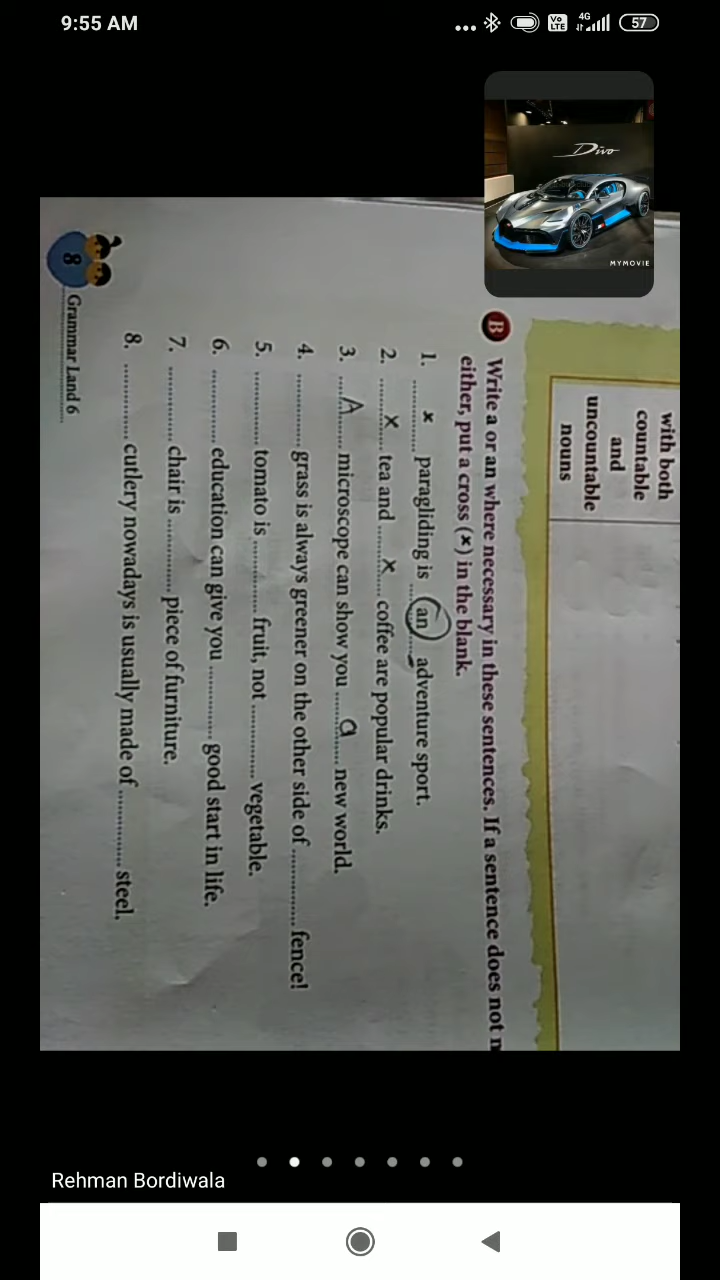 9:55 AM
Vo LTE
4G
57
Divo
MYMOVIE
with both
countable
and
uncountable
nouns
B Write a or an where necessary in these sentences. If a sentence does not n
either, put a cross (×) in the blank.
1. ....×.... paragliding is ....an.... adventure sport.
2. ....×.... tea and ....×.... coffee are popular drinks.
3. ....A.... microscope can show you ....a.... new world.
4. ............ grass is always greener on the other side of ............ fence!
5. ............ tomato is ............ fruit, not ............ vegetable.
6. ............ education can give you ............ good start in life.
7. ............ chair is ............ piece of furniture.
8. ............ cutlery nowadays is usually made of ............ steel.
8 Grammar Land 6
Rehman Bordiwala